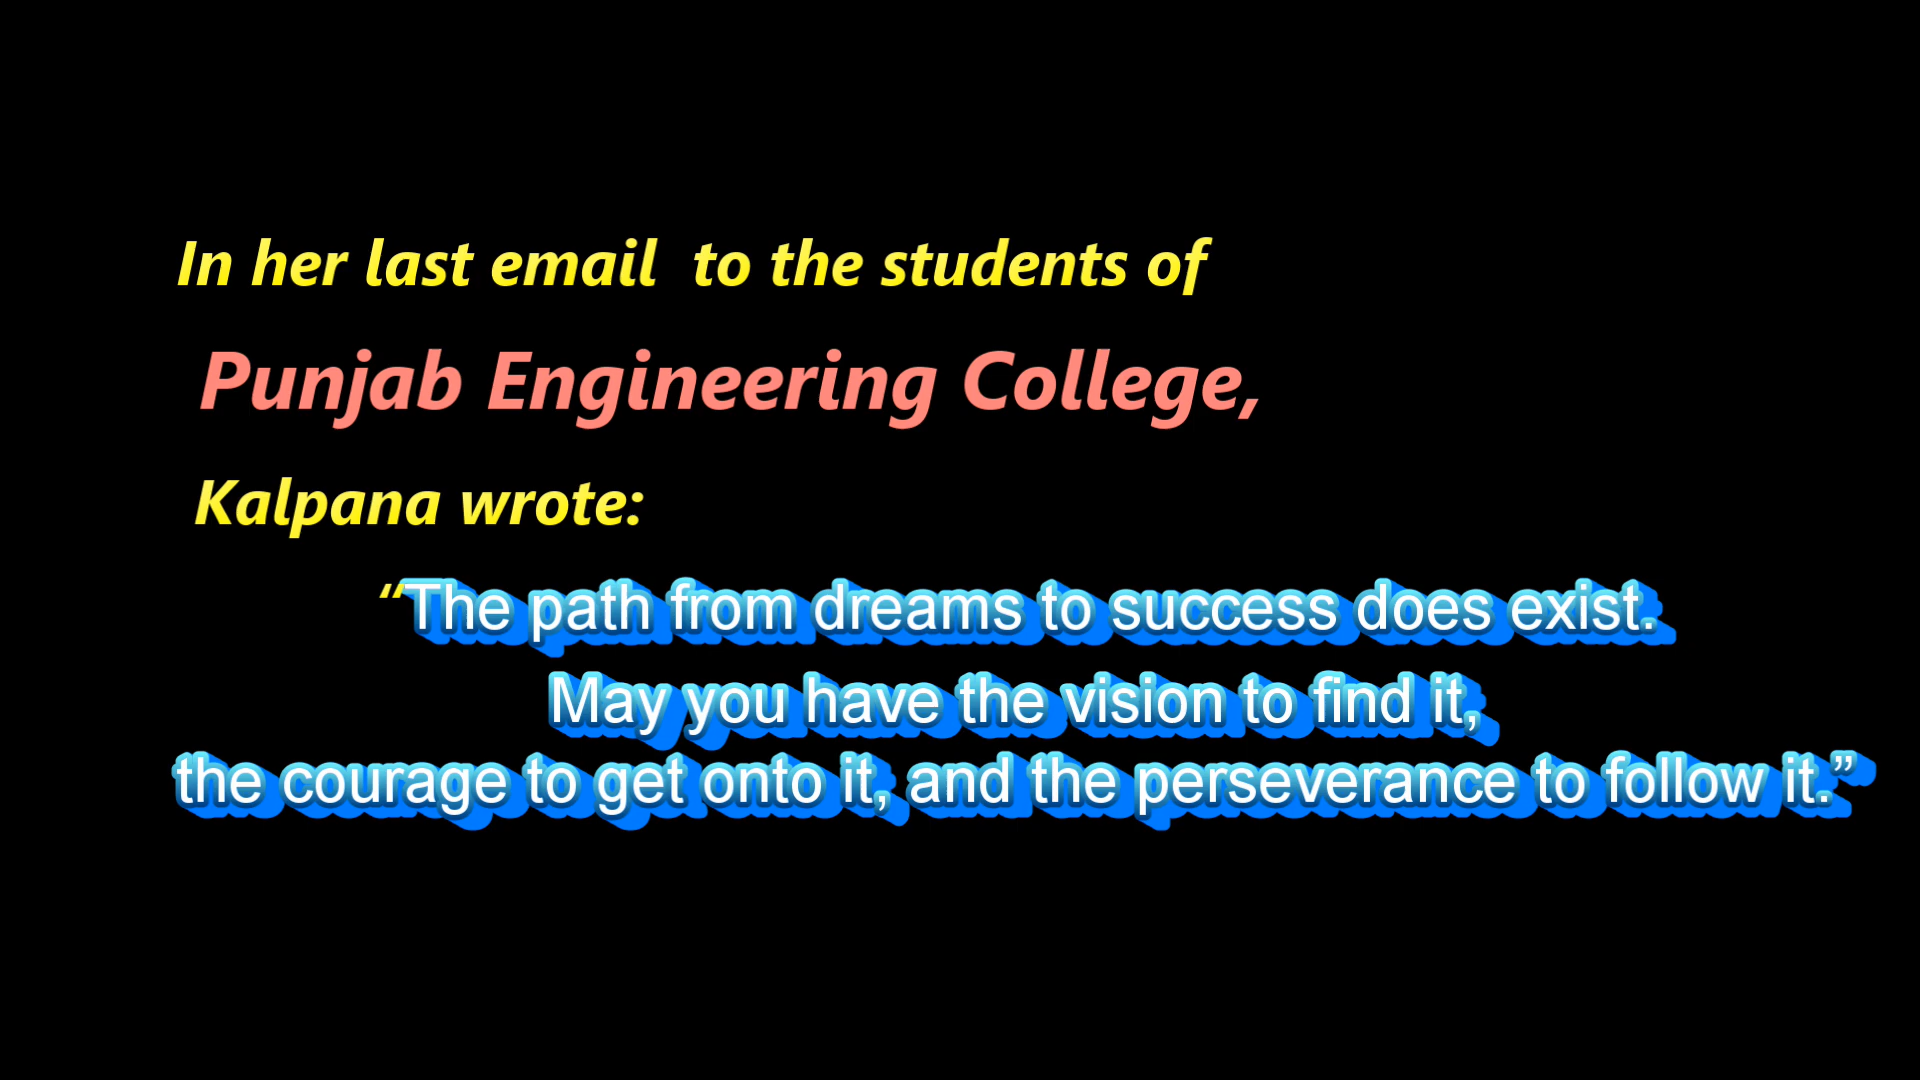 In her last email  to the students of
Punjab Engineering College,
Kalpana wrote:
“The path from dreams to success does exist.
May you have the vision to find it,
the courage to get onto it, and the perseverance to follow it.”